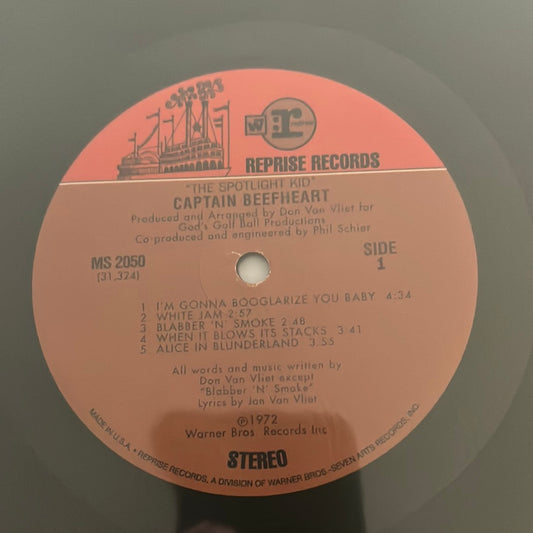 W7 r reprise
REPRISE RECORDS
"THE SPOTLIGHT KID"
CAPTAIN BEEFHEART
Produced and Arranged by Don Van Vliet for
God's Golf Ball Productions
Co-produced and engineered by Phil Schier
MS 2050
(31,324)
SIDE
1
1 I'M GONNA BOOGLARIZE YOU BABY 4:34
2 WHITE JAM 2:57
3 BLABBER 'N' SMOKE 2:48
4 WHEN IT BLOWS ITS STACKS 3:41
5 ALICE IN BLUNDERLAND 3:55
All words and music written by
Don Van Vliet except
"Blabber 'N' Smoke"
Lyrics by Jan Van Vliet
℗1972
Warner Bros. Records Inc
STEREO
MADE IN U.S.A. • REPRISE RECORDS, A DIVISION OF WARNER BROS.-SEVEN ARTS RECORDS, INC.